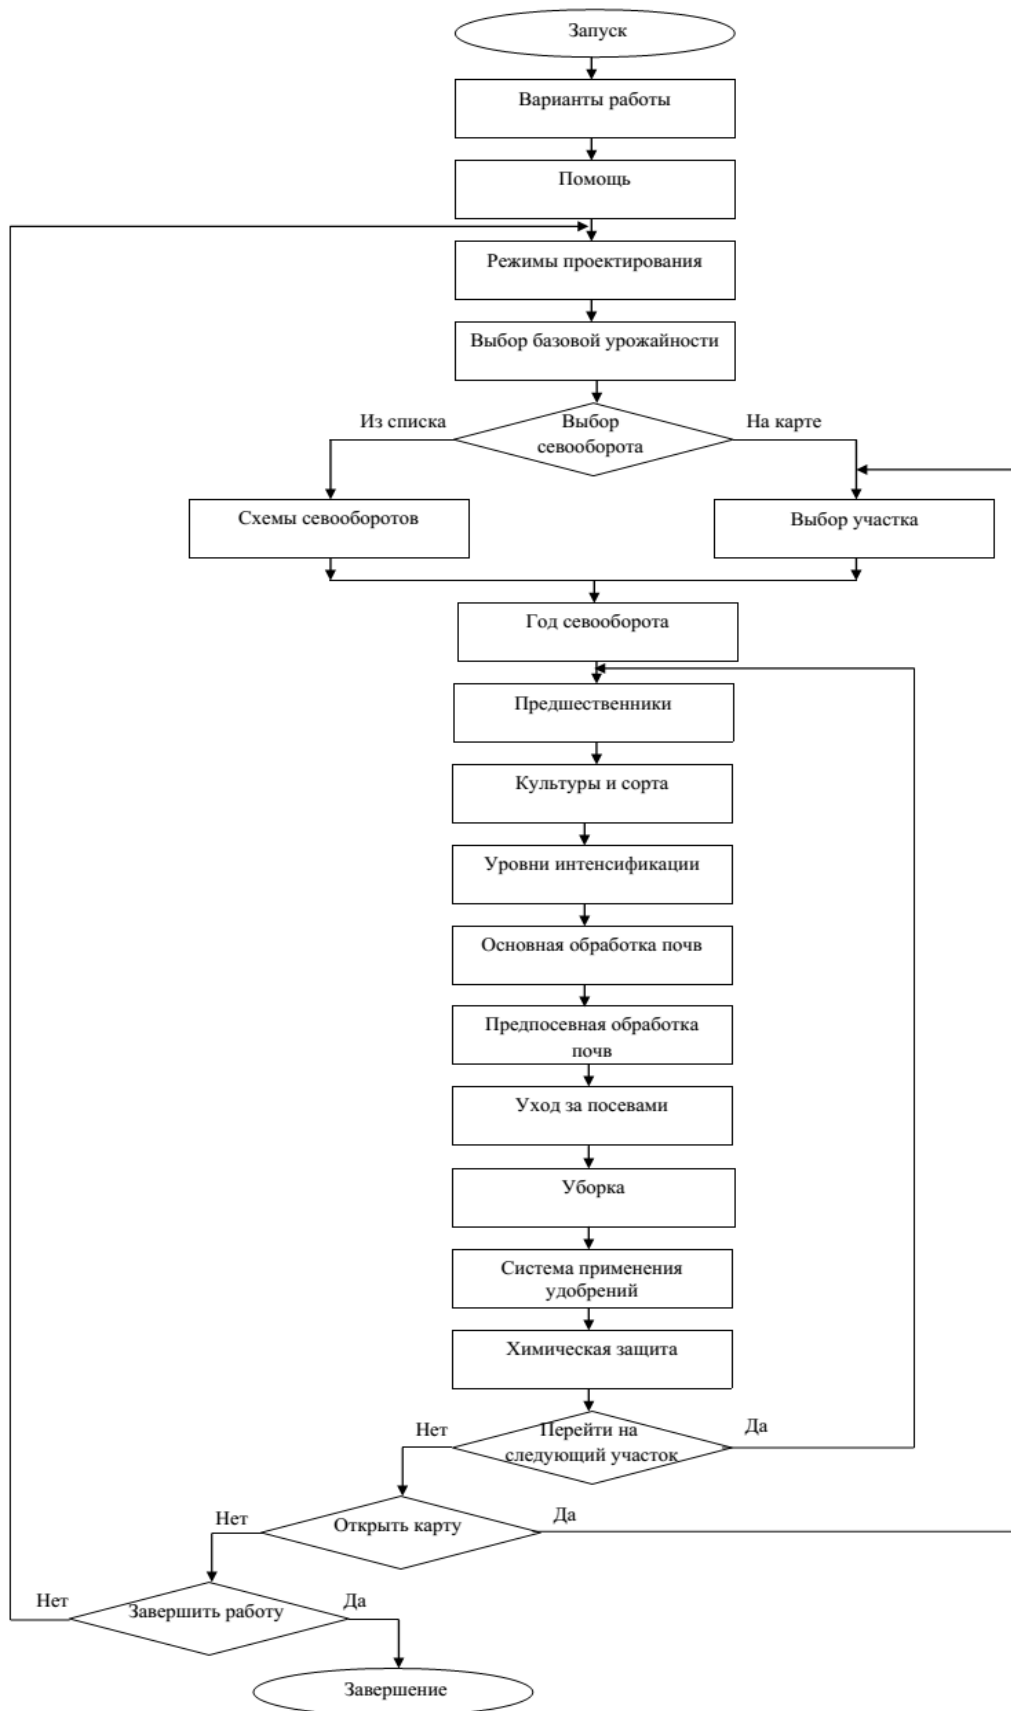 Запуск
Варианты работы
Помощь
Режимы проектирования
Выбор базовой урожайности
Из списка
Выбор
севооборота
На карте
Схемы севооборотов
Выбор участка
Год севооборота
Предшественники
Культуры и сорта
Уровни интенсификации
Основная обработка почв
Предпосевная обработка
почв
Уход за посевами
Уборка
Система применения
удобрений
Химическая защита
Нет
Перейти на
следующий участок
Да
Нет
Открыть карту
Да
Нет
Завершить работу
Да
Завершение